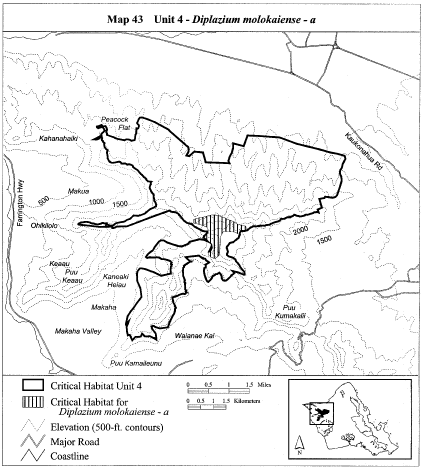 Map 43 Unit 4 - Diplazium molokaiense - a
Peacock
Flat
Kahanahaiki
Kaukonahua Rd
Makua
500
1000
1500
Farrington Hwy
Ohikilolo
2000
1500
Keaau
Puu
Keaau
Kaneaki
Heiau
Makaha
Puu
Kumakalii
Makaha Valley
Waianae Kai
Puu Kamaileunu
Critical Habitat Unit 4
Critical Habitat for
Diplazium molokaiense - a
Elevation (500-ft. contours)
Major Road
Coastline
0 0.5 1 1.5 Miles
0 0.5 1 1.5 Kilometers
N